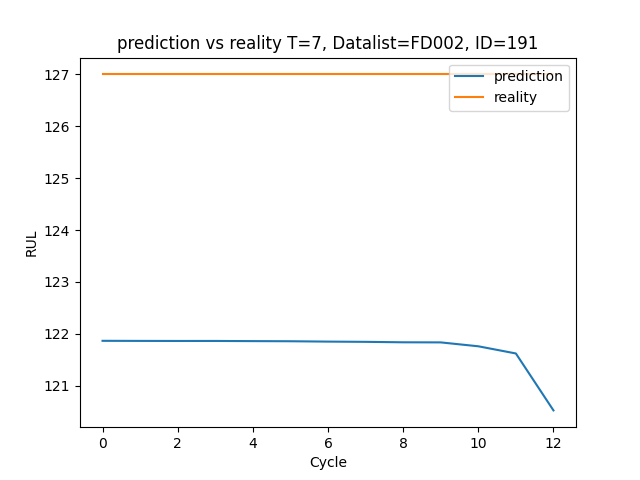 prediction vs reality T=7, Datalist=FD002, ID=191
127
126
125
124
123
122
121
RUL
prediction
reality
0 2 4 6 8 10 12
Cycle